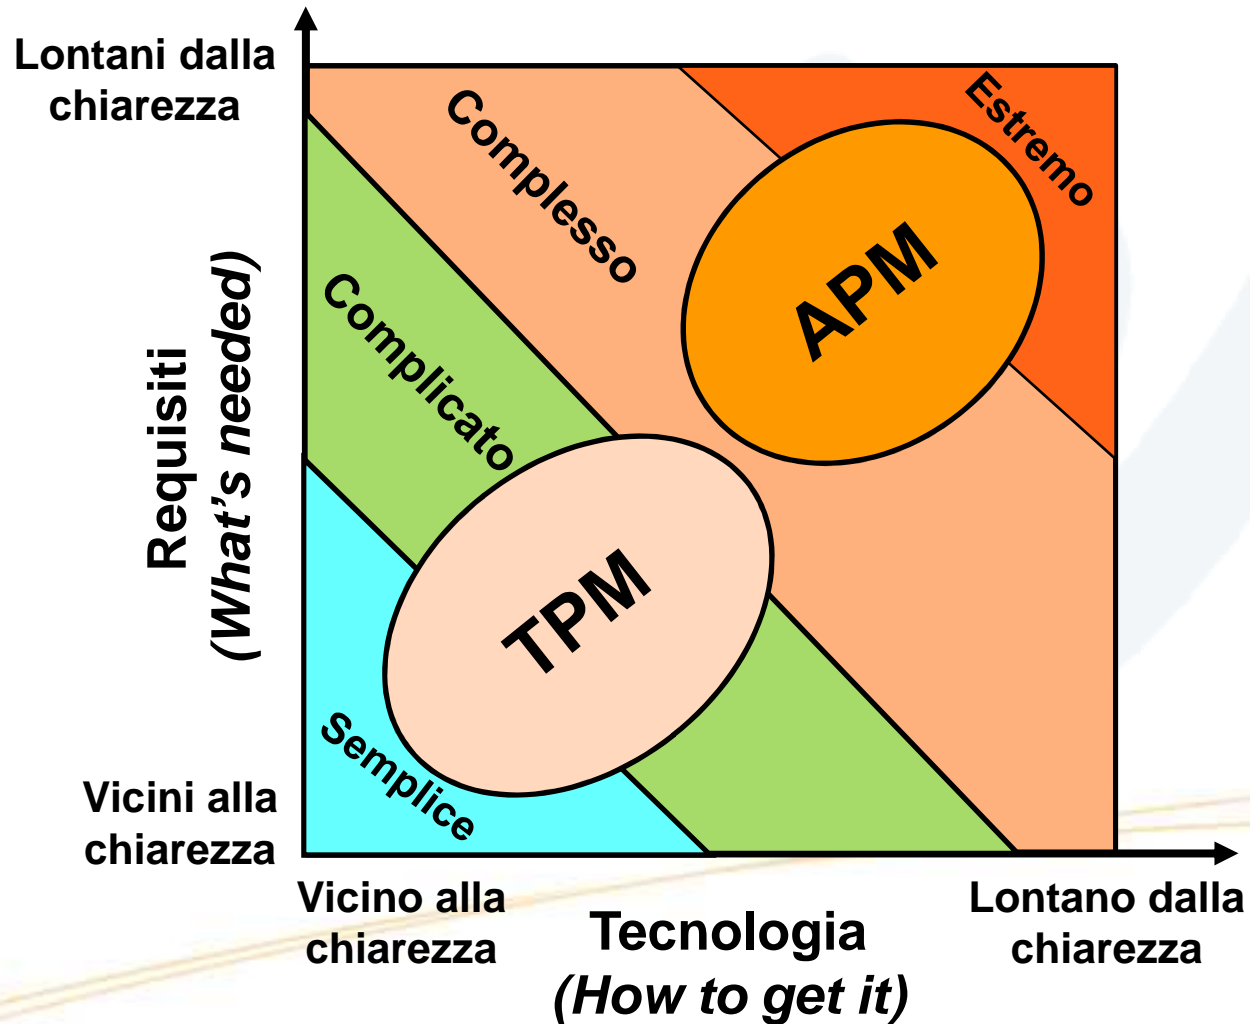 Lontani dalla
chiarezza
Estremo
Complesso
APM
Complicato
Requisiti
(What's needed)
TPM
Semplice
Vicini alla
chiarezza
Vicino alla
chiarezza
Tecnologia
(How to get it)
Lontano dalla
chiarezza